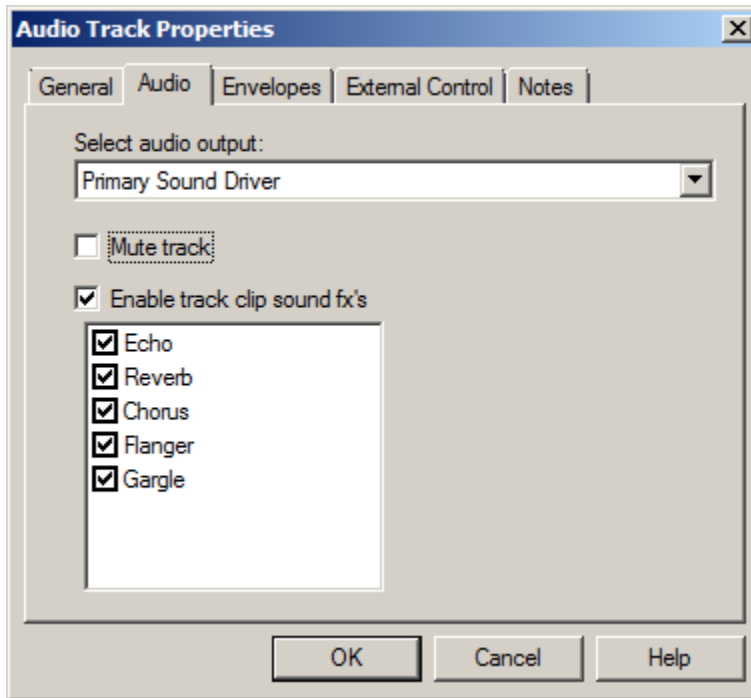 Audio Track Properties
General Audio Envelopes External Control Notes
Select audio output:
Primary Sound Driver
Mute track
Enable track clip sound fx's
Echo
Reverb
Chorus
Flanger
Gargle
OK Cancel Help